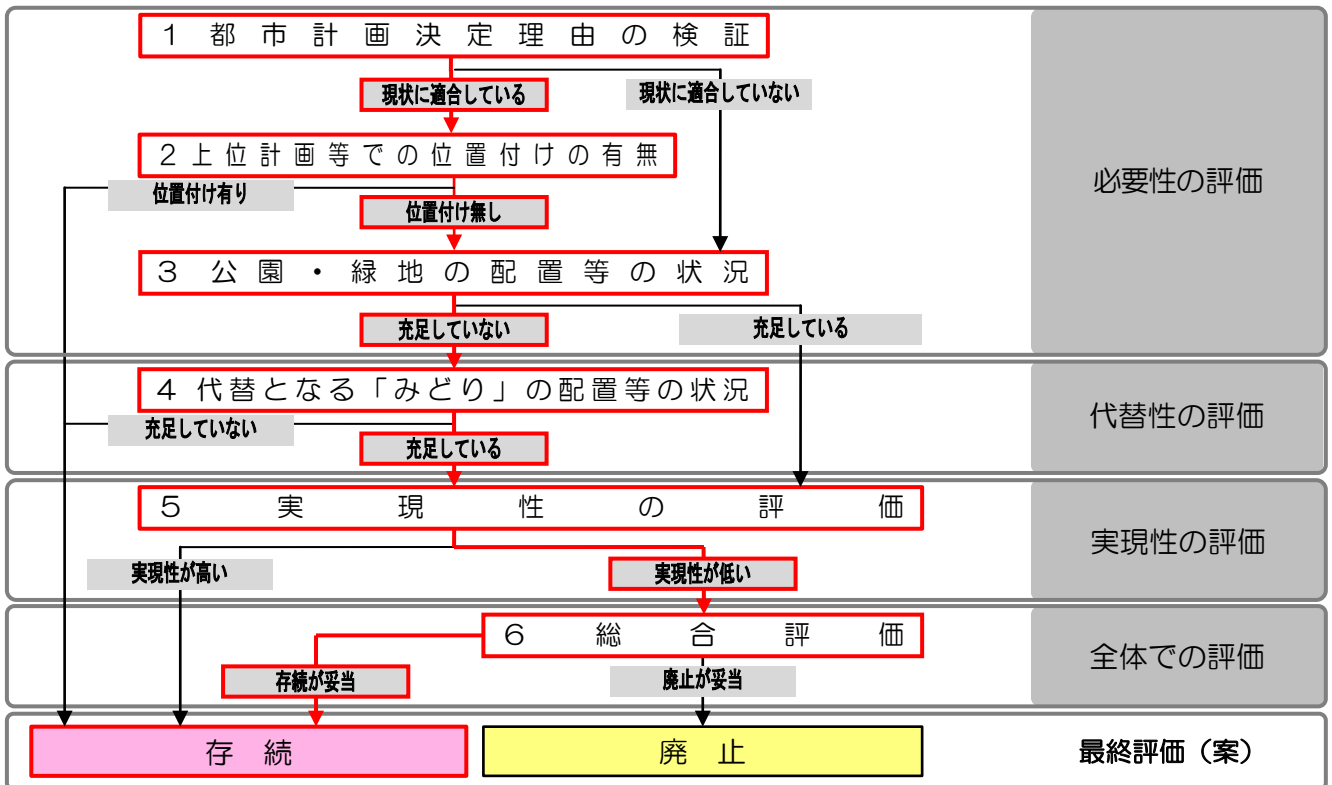 1 都市計画決定理由の検証
現状に適合している
現状に適合していない
2上位計画等での位置付けの有無
位置付け有り
位置付け無し
必要性の評価
3 公園・緑地の配置等の状況
充足していない
充足している
4 代替となる「みどり」の配置等の状況
充足していない
充足している
代替性の評価
5 実現性の評価
実現性が高い
実現性が低い
実現性の評価
6 総合評価
存続が妥当
廃止が妥当
全体での評価
存続
廃止
最終評価（案）